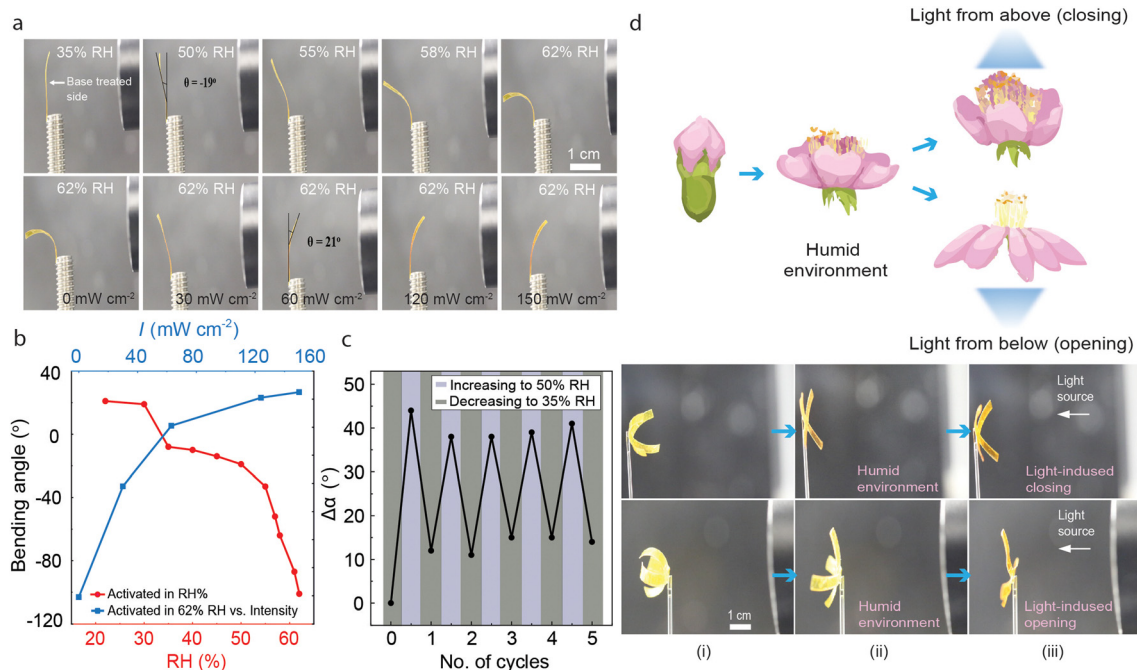 a
35% RH
50% RH
55% RH
58% RH
62% RH
Base treated
side
θ = -19°
1 cm
62% RH
62% RH
62% RH
62% RH
62% RH
θ = 21°
0 mW cm-2
30 mW cm-2
60 mW cm-2
120 mW cm-2
150 mW cm-2
b
I (mW cm-2)
0
40
80
120
160
Bending angle (°)
40
0
-40
-80
-120
Activated in RH%
Activated in 62% RH vs. Intensity
20
30
40
50
60
RH (%)
c
Δα (°)
50
40
30
20
10
0
Increasing to 50% RH
Decreasing to 35% RH
0
1
2
3
4
5
No. of cycles
d
Light from above (closing)
Humid
environment
Light from below (opening)
Humid
environment
Light
source
Light-indused
closing
1 cm
Humid
environment
Light
source
Light-indused
opening
(i)
(ii)
(iii)